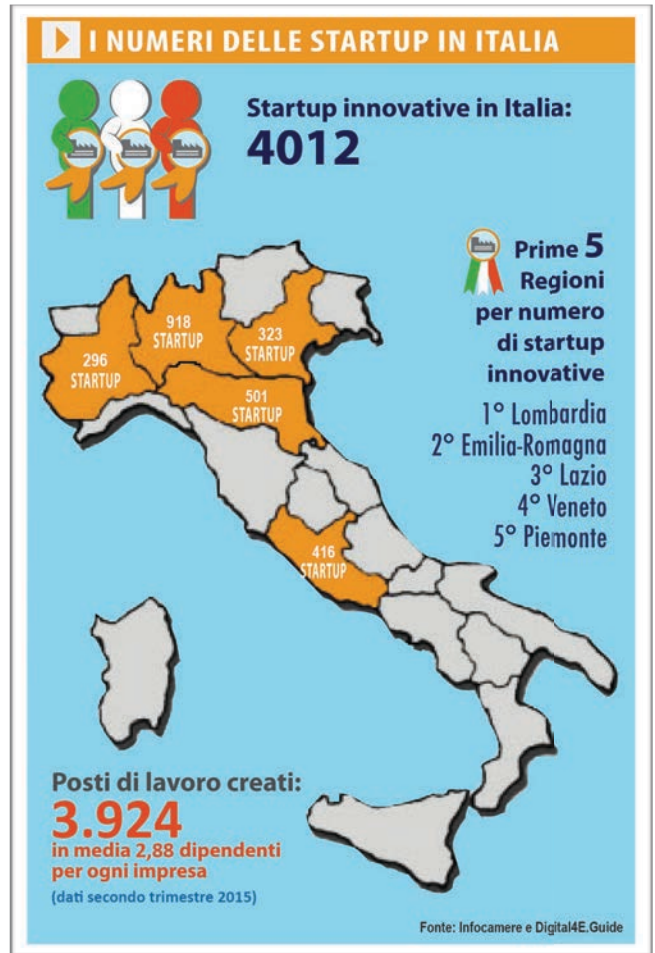 I NUMERI DELLE STARTUP IN ITALIA
Startup innovative in Italia:
4012
Prime 5
Regioni
per numero
di startup
innovative
1° Lombardia
2° Emilia-Romagna
3° Lazio
4° Veneto
5° Piemonte
918
STARTUP
323
STARTUP
296
STARTUP
501
STARTUP
416
STARTUP
Posti di lavoro creati:
3.924
in media 2,88 dipendenti
per ogni impresa
(dati secondo trimestre 2015)
Fonte: Infocamere e Digital4E.Guide